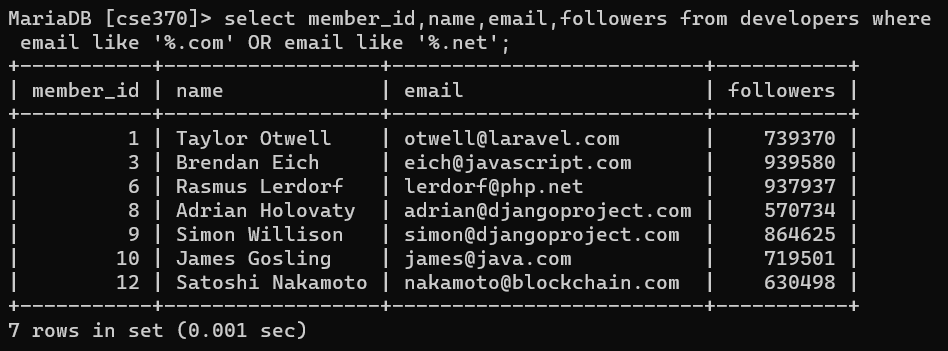 MariaDB [cse370]> select member_id,name,email,followers from developers where
 email like '%.com' OR email like '%.net';
+-----------+------------------+--------------------------+-----------+
| member_id | name             | email                    | followers |
+-----------+------------------+--------------------------+-----------+
|         1 | Taylor Otwell    | otwell@laravel.com       |    739370 |
|         3 | Brendan Eich     | eich@javascript.com      |    939580 |
|         6 | Rasmus Lerdorf   | lerdorf@php.net          |    937937 |
|         8 | Adrian Holovaty  | adrian@djangoproject.com |    570734 |
|         9 | Simon Willison   | simon@djangoproject.com  |    864625 |
|        10 | James Gosling    | james@java.com           |    719501 |
|        12 | Satoshi Nakamoto | nakamoto@blockchain.com  |    630498 |
+-----------+------------------+--------------------------+-----------+
7 rows in set (0.001 sec)